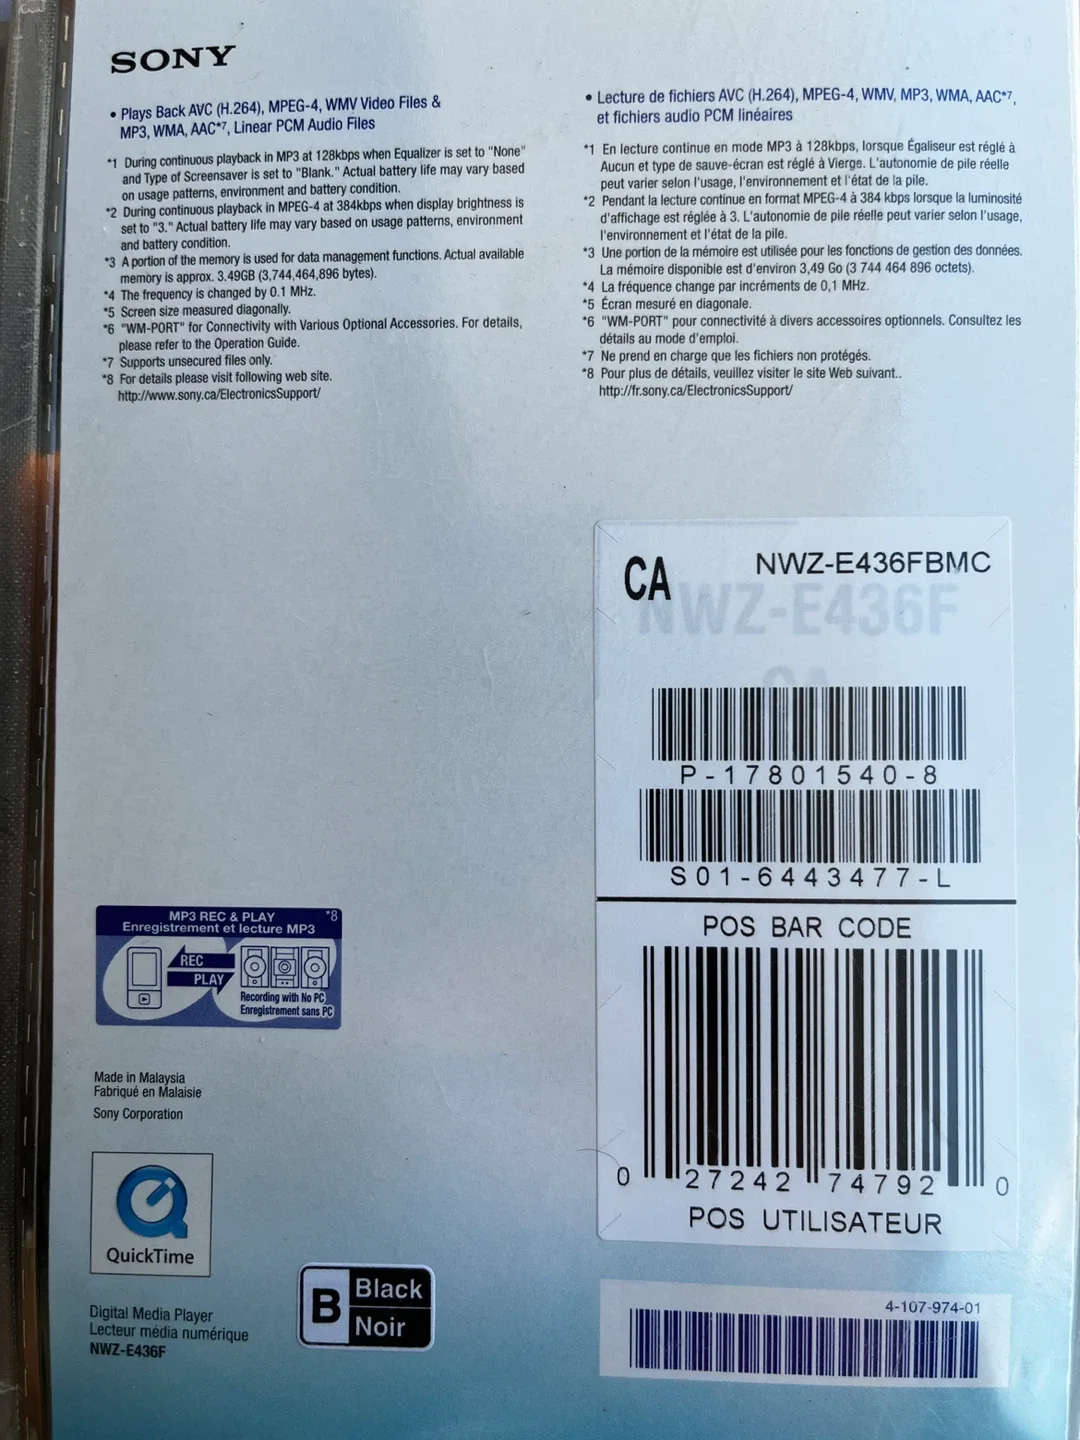 SONY
• Plays Back AVC (H.264), MPEG-4, WMV Video Files &
MP3, WMA, AAC*7, Linear PCM Audio Files
*1 During continuous playback in MP3 at 128kbps when Equalizer is set to "None"
and Type of Screensaver is set to "Blank." Actual battery life may vary based
on usage patterns, environment and battery condition.
*2 During continuous playback in MPEG-4 at 384kbps when display brightness is
set to "3." Actual battery life may vary based on usage patterns, environment
and battery condition.
*3 A portion of the memory is used for data management functions. Actual available
memory is approx. 3.49GB (3,744,464,896 bytes).
*4 The frequency is changed by 0.1 MHz.
*5 Screen size measured diagonally.
*6 "WM-PORT" for Connectivity with Various Optional Accessories. For details,
please refer to the Operation Guide.
*7 Supports unsecured files only.
*8 For details please visit following web site.
http://www.sony.ca/ElectronicsSupport/
• Lecture de fichiers AVC (H.264), MPEG-4, WMV, MP3, WMA, AAC*7,
et fichiers audio PCM linéaires
*1 En lecture continue en mode MP3 à 128kbps, lorsque Égaliseur est réglé à
Aucun et type de sauve-écran est réglé à Vierge. L'autonomie de pile réelle
peut varier selon l'usage, l'environnement et l'état de la pile.
*2 Pendant la lecture continue en format MPEG-4 à 384 kbps lorsque la luminosité
d'affichage est réglée à 3. L'autonomie de pile réelle peut varier selon l'usage,
l'environnement et l'état de la pile.
*3 Une portion de la mémoire est utilisée pour les fonctions de gestion des données.
La mémoire disponible est d'environ 3,49 Go (3 744 464 896 octets).
*4 La fréquence change par incréments de 0,1 MHz.
*5 Écran mesuré en diagonale.
*6 "WM-PORT" pour connectivité à divers accessoires optionnels. Consultez les
détails au mode d'emploi.
*7 Ne prend en charge que les fichiers non protégés.
*8 Pour plus de détails, veuillez visiter le site Web suivant..
http://fr.sony.ca/ElectronicsSupport/
CA NWZ-E436FBMC
NWZ-E436F
CA
P-17801540-8
S01-6443477-L
POS BAR CODE
0 27242 74792 0
POS UTILISATEUR
MP3 REC & PLAY *8
Enregistrement et lecture MP3
REC
PLAY
Recording with No PC
Enregistrement sans PC
Made in Malaysia
Fabriqué en Malaisie
Sony Corporation
QuickTime
Digital Media Player
Lecteur média numérique
NWZ-E436F
B Black
Noir
4-107-974-01